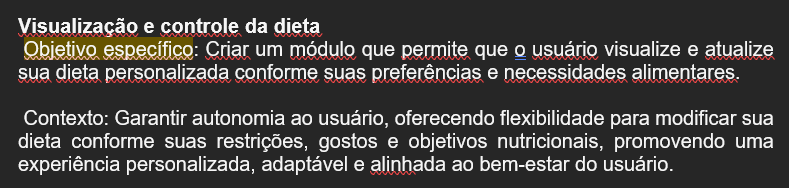 Visualização e controle da dieta
Objetivo específico: Criar um módulo que permite que o usuário visualize e atualize
sua dieta personalizada conforme suas preferências e necessidades alimentares.
Contexto: Garantir autonomia ao usuário, oferecendo flexibilidade para modificar sua
dieta conforme suas restrições, gostos e objetivos nutricionais, promovendo uma
experiência personalizada, adaptável e alinhada ao bem-estar do usuário.